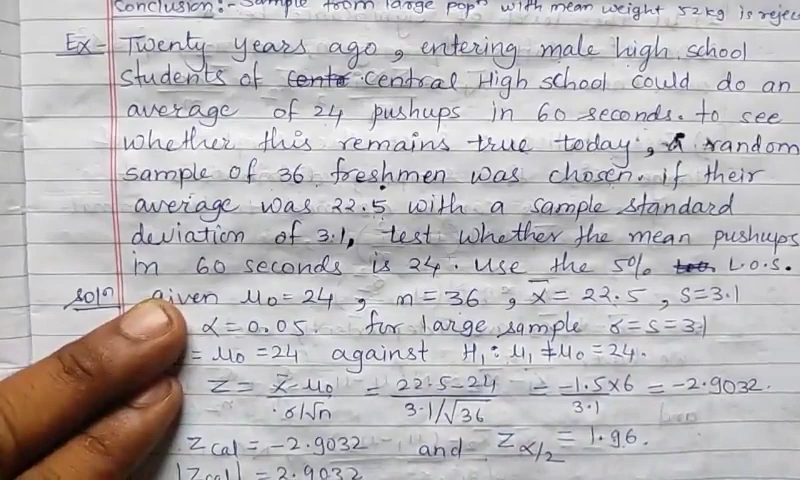 Conclusion:- Sample from large popn with mean weight 52kg is rejec
Ex- Twenty years ago, entering male high school
students of central High school could do an
average of 24 pushups in 60 seconds. to see
whether this remains true today, a random
sample of 36 freshmen was chosen. if their
average was 22.5 with a sample standard
deviation of 3.1, test whether the mean pushups
in 60 seconds is 24. Use the 5% L.O.S.
Soln given μ0 = 24, n = 36, x̄ = 22.5, s = 3.1
α = 0.05. for large sample σ = s = 3.1
= μ0 = 24 against H1: μ1 ≠ μ0 = 24.
Z = x̄-μ0 / σ/√n = 22.5-24 / 3.1/√36 = -1.5×6 / 3.1 = -2.9032.
Zcal = -2.9032 and Zα/2 = 1.96.
|Zcal| = 2.9032